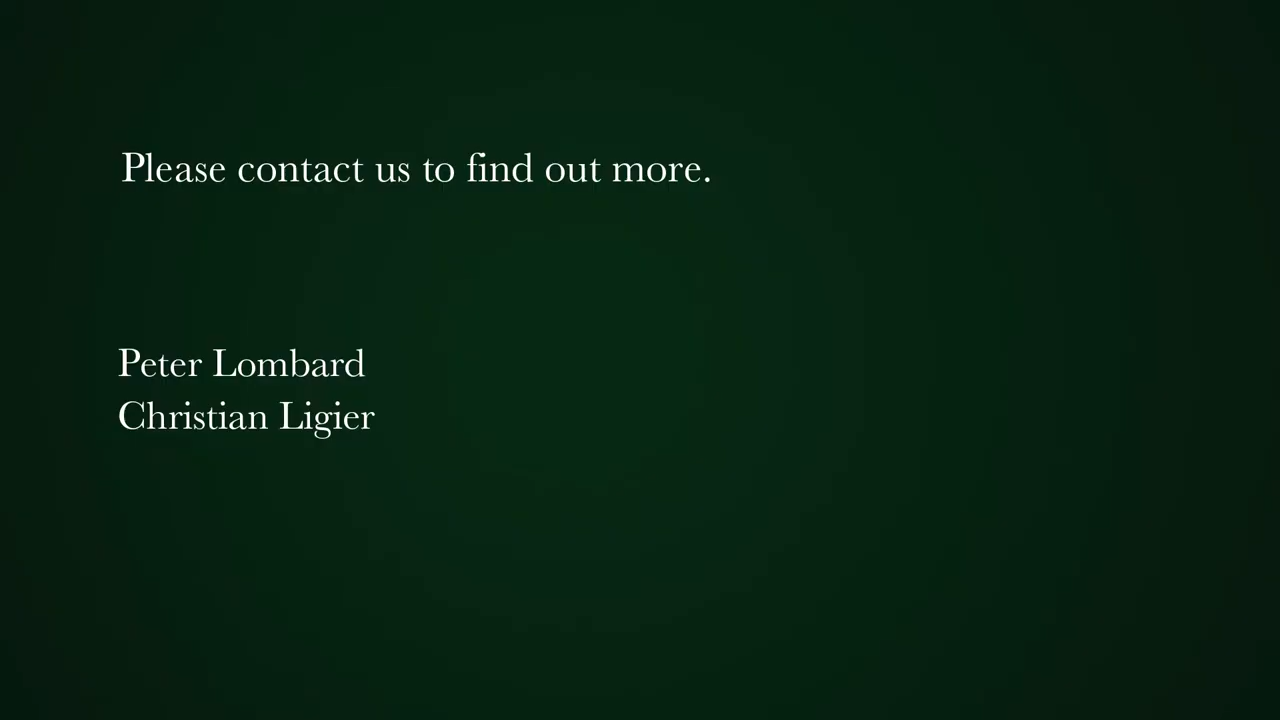 Please contact us to find out more.
Peter Lombard
Christian Ligier